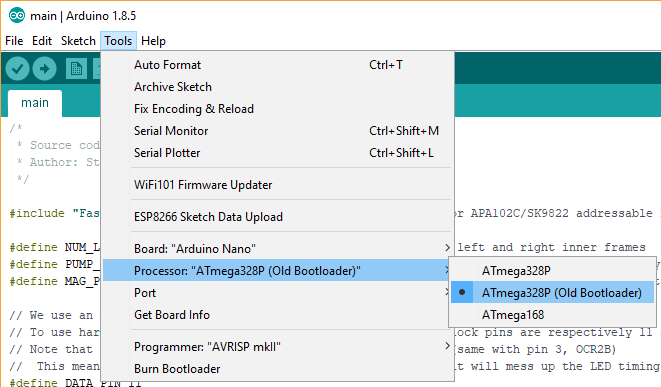 main | Arduino 1.8.5
File Edit Sketch Tools Help
main
Auto Format Ctrl+T
Archive Sketch
Fix Encoding & Reload
Serial Monitor Ctrl+Shift+M
Serial Plotter Ctrl+Shift+L
WiFi101 Firmware Updater
ESP8266 Sketch Data Upload
Board: "Arduino Nano"
Processor: "ATmega328P (Old Bootloader)"
Port
Get Board Info
Programmer: "AVRISP mkII"
Burn Bootloader
ATmega328P
ATmega328P (Old Bootloader)
ATmega168
/*
* Source cod
* Author: St
*/
#include "Fas or APA102C/SK9822 addressable
#define NUM_L left and right inner frames
#define PUMP_
#define MAG_P
// We use an
// To use har lock pins are respectively 11
// Note that (same with pin 3, OCR2B)
// This mean it will mess up the LED timing
#define DATA_PIN 11